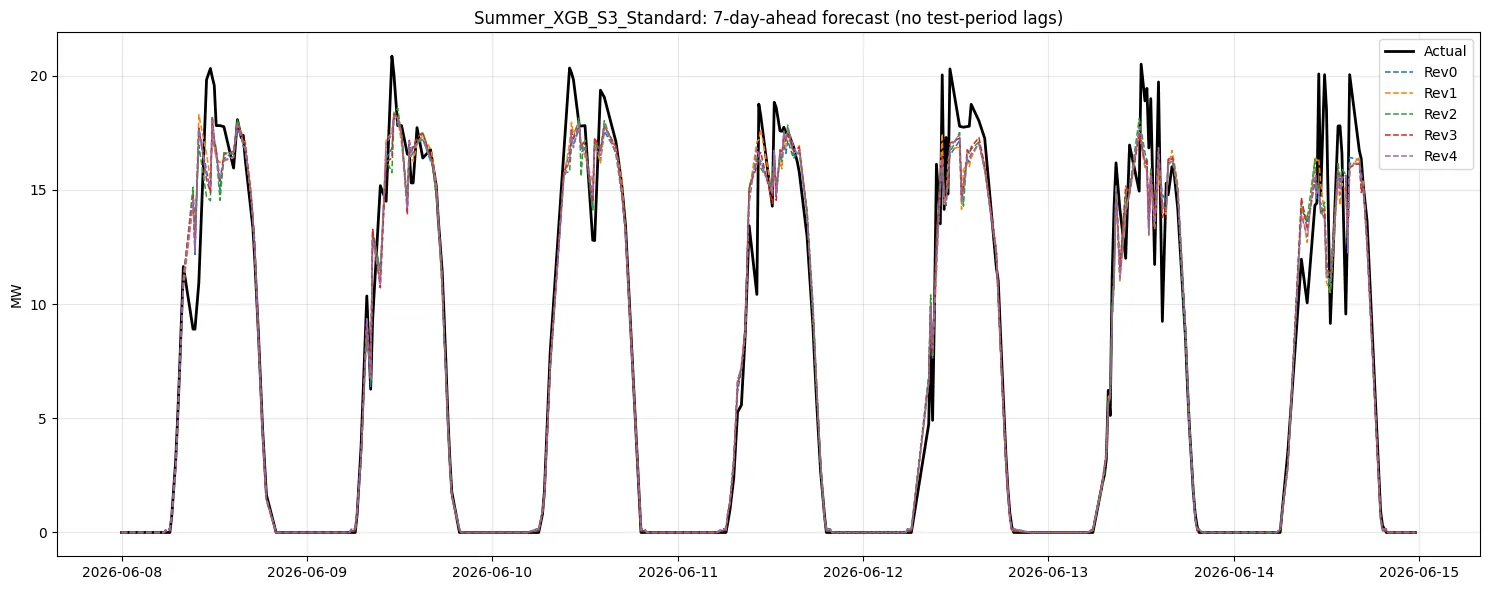 Summer_XGB_S3_Standard: 7-day-ahead forecast (no test-period lags)
Actual
Rev0
Rev1
Rev2
Rev3
Rev4
MW
20
15
10
5
0
2026-06-08
2026-06-09
2026-06-10
2026-06-11
2026-06-12
2026-06-13
2026-06-14
2026-06-15